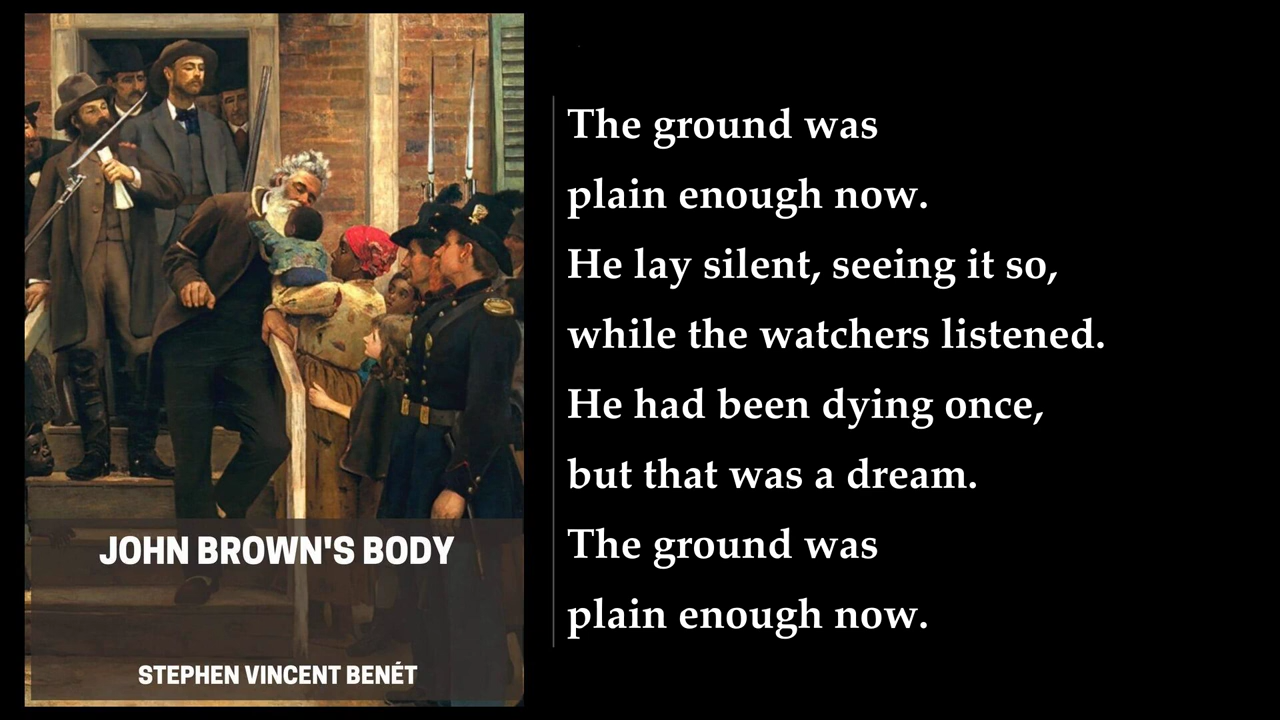 JOHN BROWN'S BODY
STEPHEN VINCENT BENÉT
The ground was
plain enough now.
He lay silent, seeing it so,
while the watchers listened.
He had been dying once,
but that was a dream.
The ground was
plain enough now.